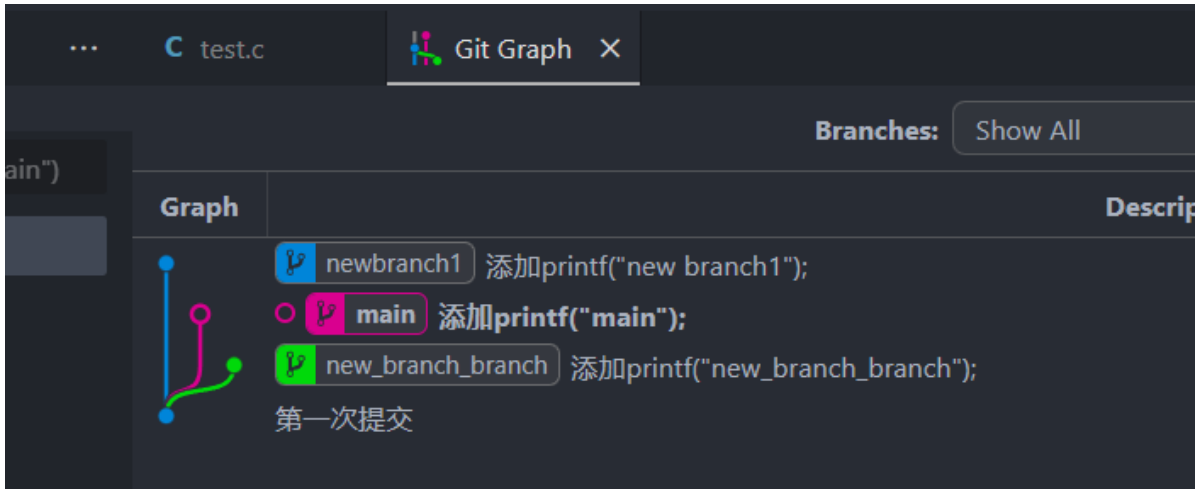 ··· C test.c Git Graph ×
Branches: Show All
ain")
Graph Descrip
newbranch1 添加printf("new branch1");
main 添加printf("main");
new_branch_branch 添加printf("new_branch_branch");
第一次提交